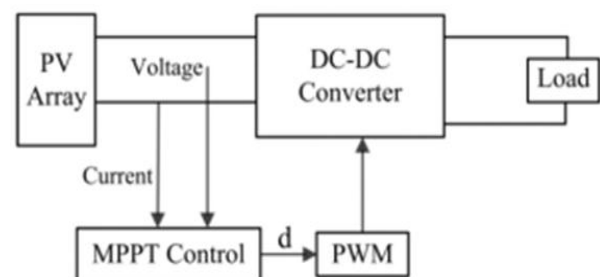 PV
Array
Voltage
DC-DC
Converter
Load
Current
MPPT Control
d
PWM